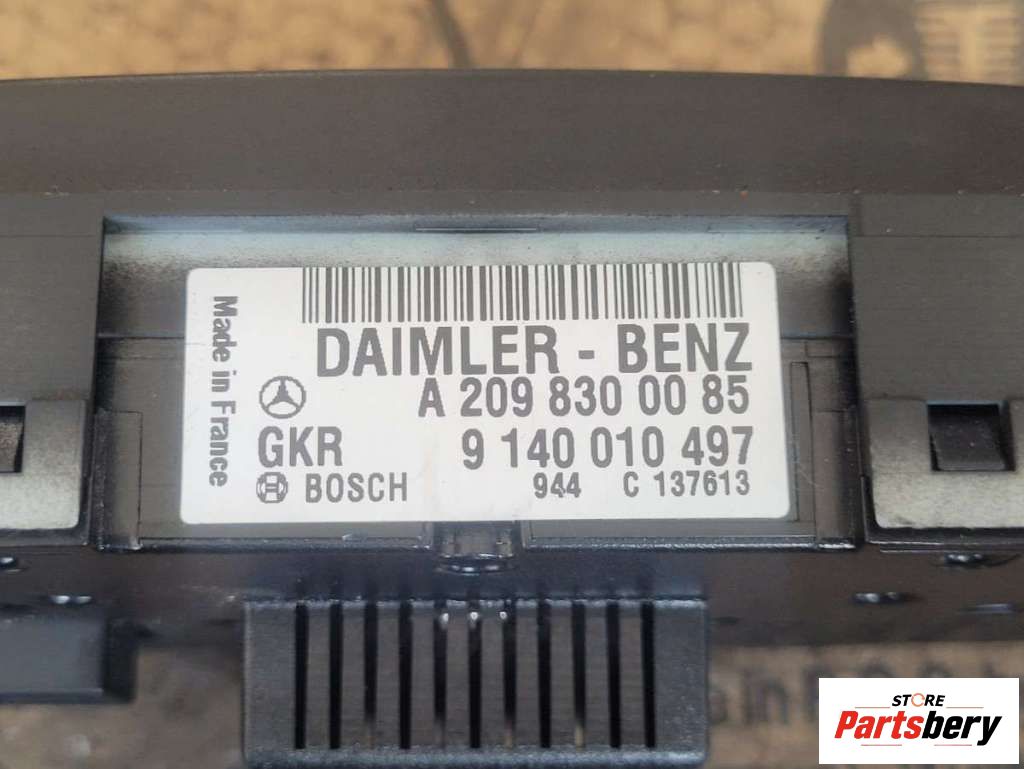 Made in France
DAIMLER - BENZ
A 209 830 00 85
GKR 9 140 010 497
BOSCH 944 C 137613
STORE
Partsbery